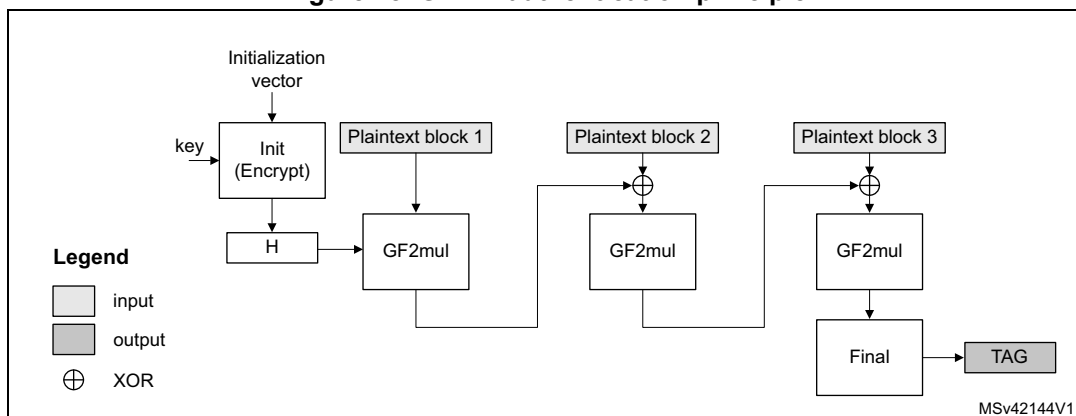 Initialization
vector
key
Init
(Encrypt)
Plaintext block 1
Plaintext block 2
Plaintext block 3
H
GF2mul
GF2mul
GF2mul
Legend
input
output
XOR
Final
TAG
MSv42144V1